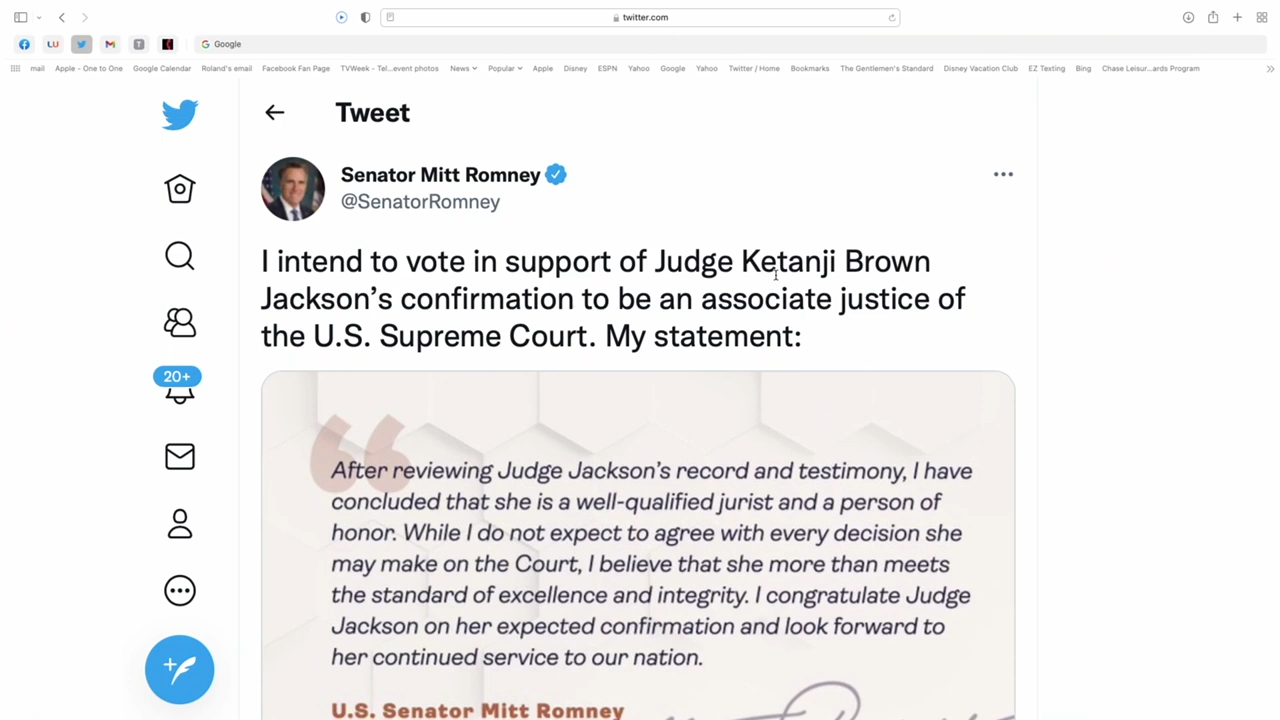 twitter.com
LU
T
Google
mail
Apple - One to One
Google Calendar
Roland's email
Facebook Fan Page
TVWeek - Tel...event photos
News
Popular
Apple
Disney
ESPN
Yahoo
Google
Yahoo
Twitter / Home
Bookmarks
The Gentlemen's Standard
Disney Vacation Club
EZ Texting
Bing
Chase Leisur...ards Program
Tweet
Senator Mitt Romney
@SenatorRomney
I intend to vote in support of Judge Ketanji Brown
Jackson's confirmation to be an associate justice of
the U.S. Supreme Court. My statement:
20+
After reviewing Judge Jackson's record and testimony, I have
concluded that she is a well-qualified jurist and a person of
honor. While I do not expect to agree with every decision she
may make on the Court, I believe that she more than meets
the standard of excellence and integrity. I congratulate Judge
Jackson on her expected confirmation and look forward to
her continued service to our nation.
U.S. Senator Mitt Romney